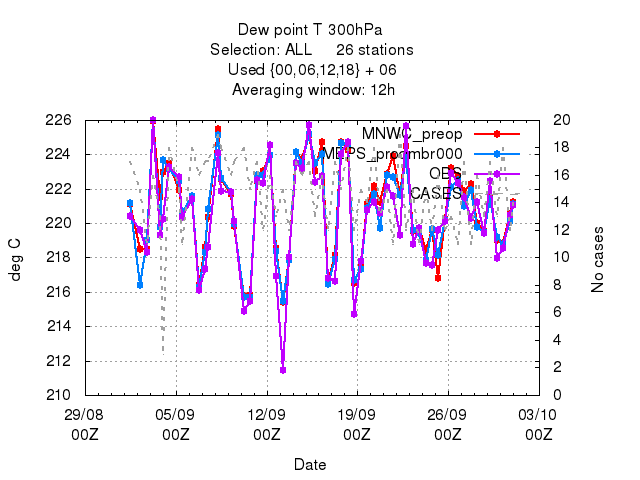 Dew point T 300hPa
Selection: ALL 26 stations
Used {00,06,12,18} + 06
Averaging window: 12h
226 20
224 18
222 16
220 14
218 12
216 10
214 8
212 6
210 4
2
0
MNWC_preop
MEPS_preopmbr000
OBS
CASES
deg C
No cases
29/08 05/09 12/09 19/09 26/09 03/10
00Z 00Z 00Z 00Z 00Z 00Z
Date